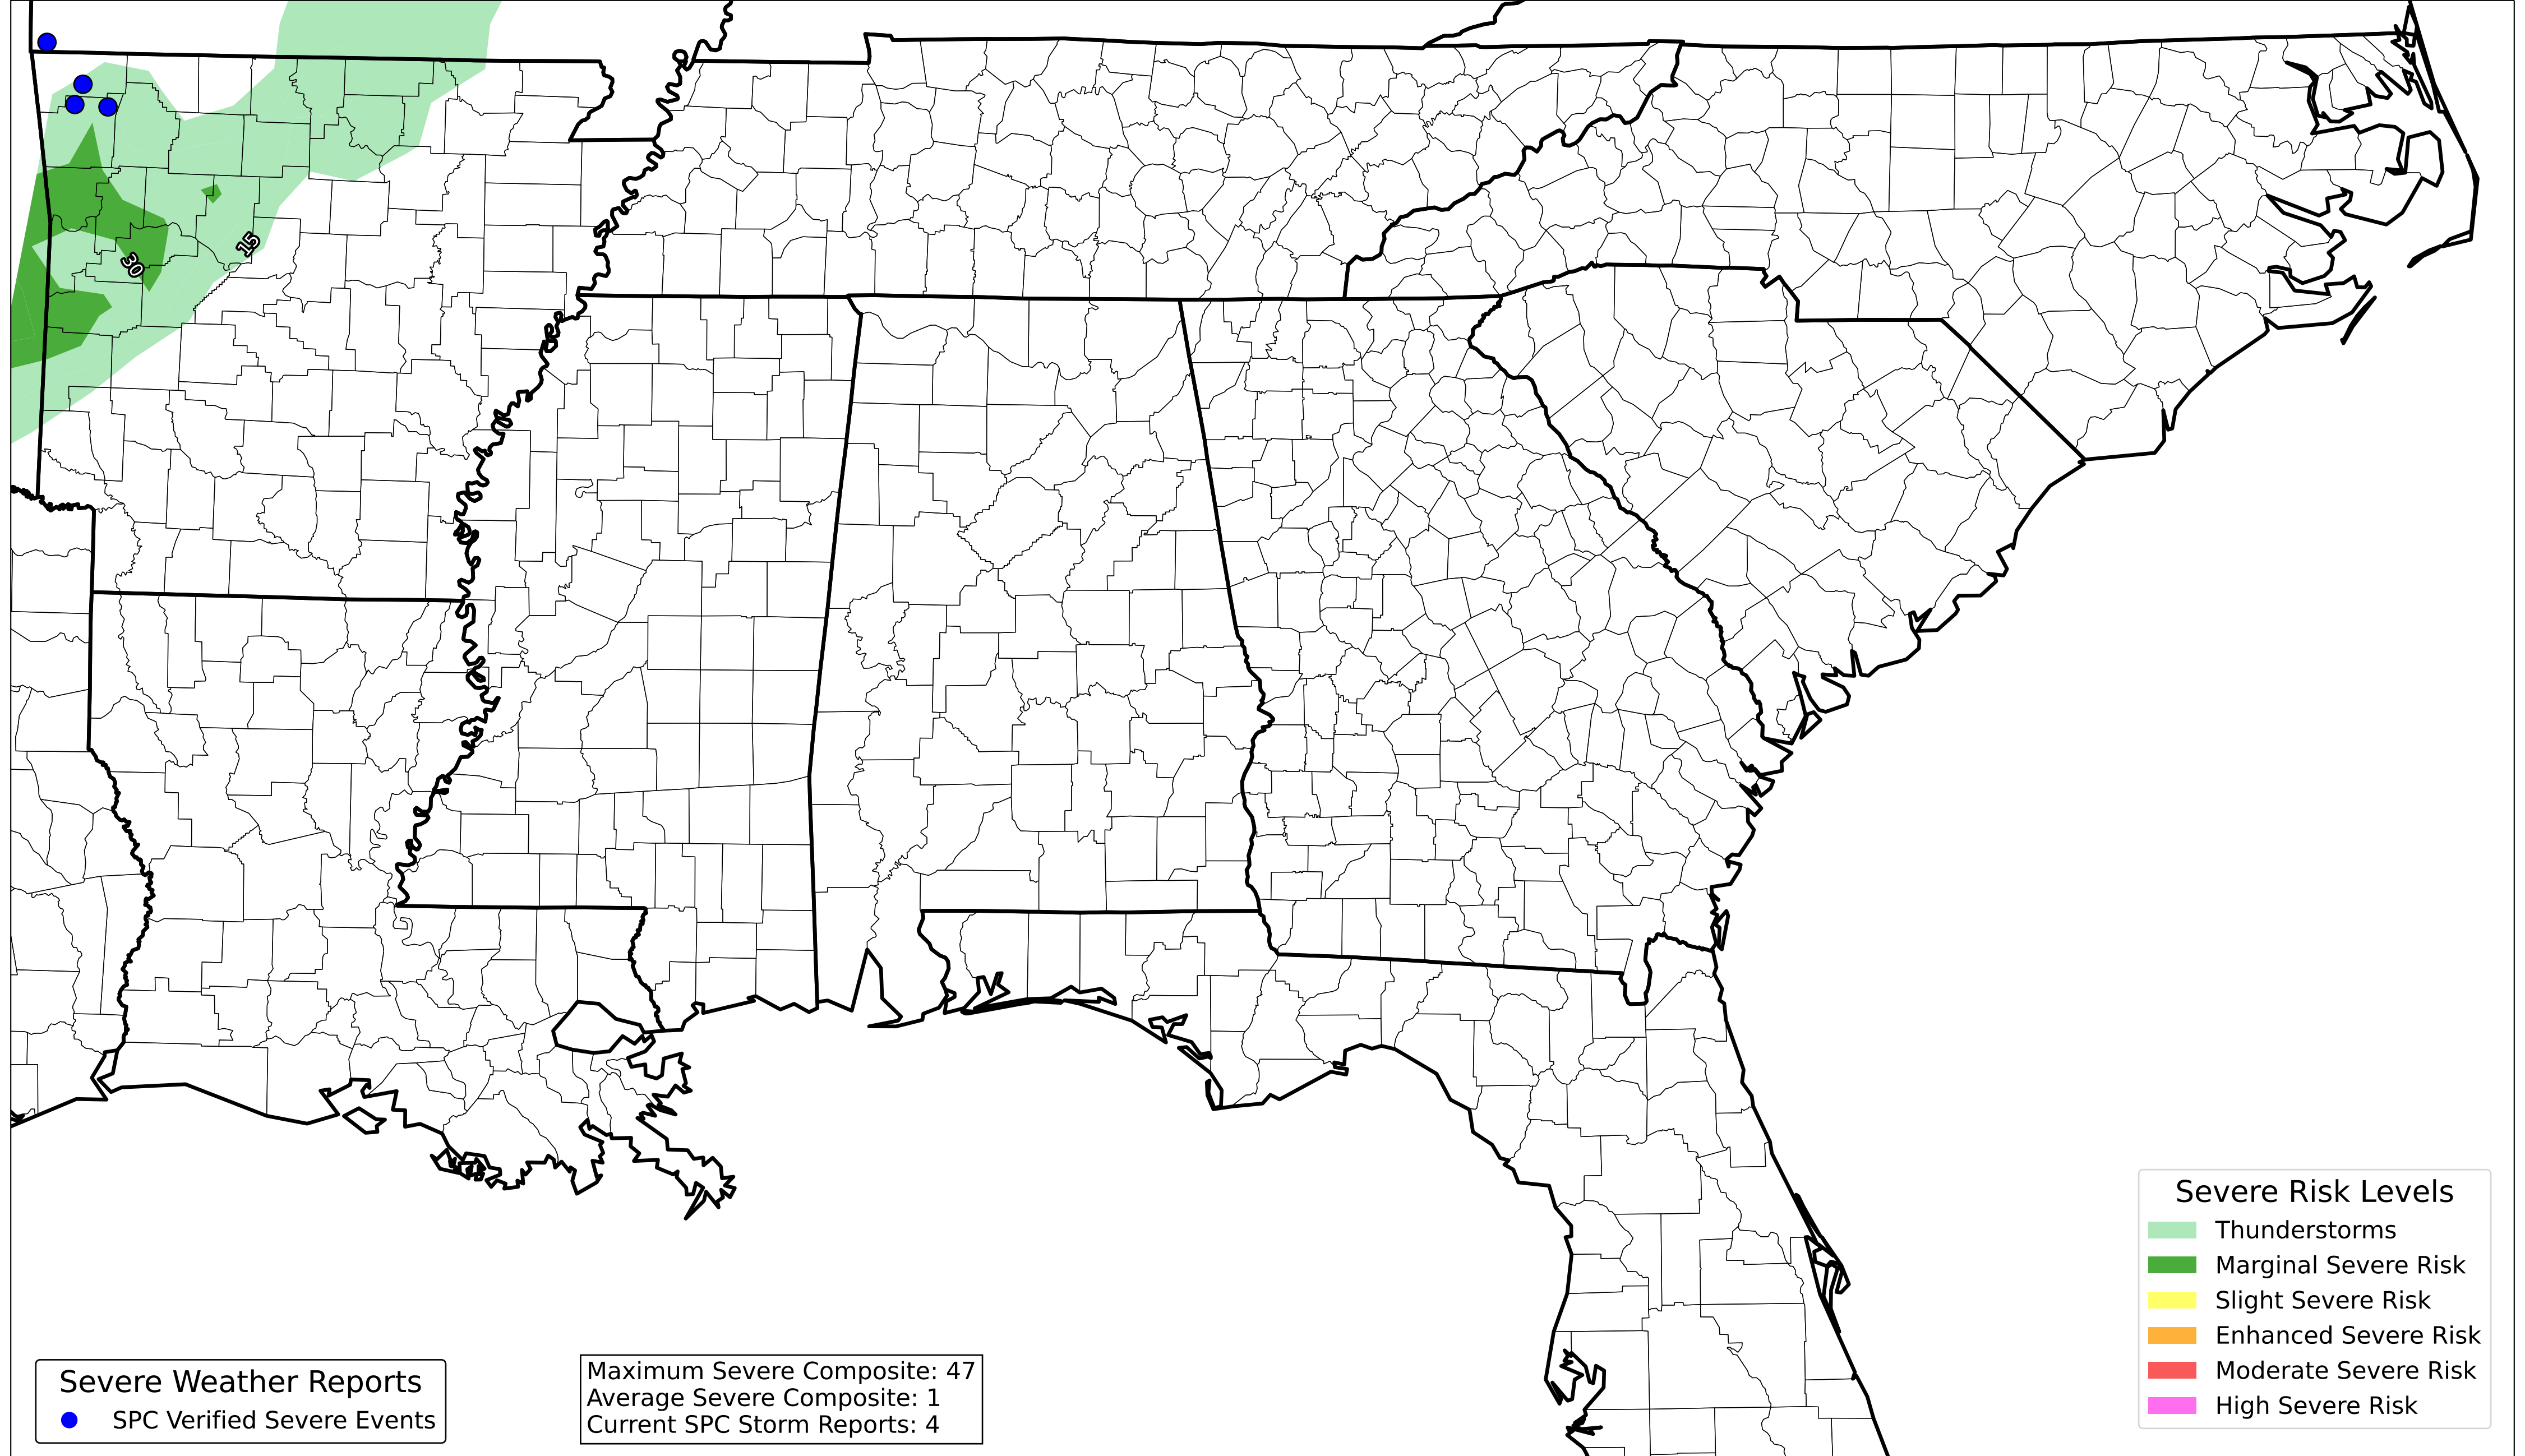 15
30
Severe Weather Reports
SPC Verified Severe Events
Maximum Severe Composite: 47
Average Severe Composite: 1
Current SPC Storm Reports: 4
Severe Risk Levels
Thunderstorms
Marginal Severe Risk
Slight Severe Risk
Enhanced Severe Risk
Moderate Severe Risk
High Severe Risk